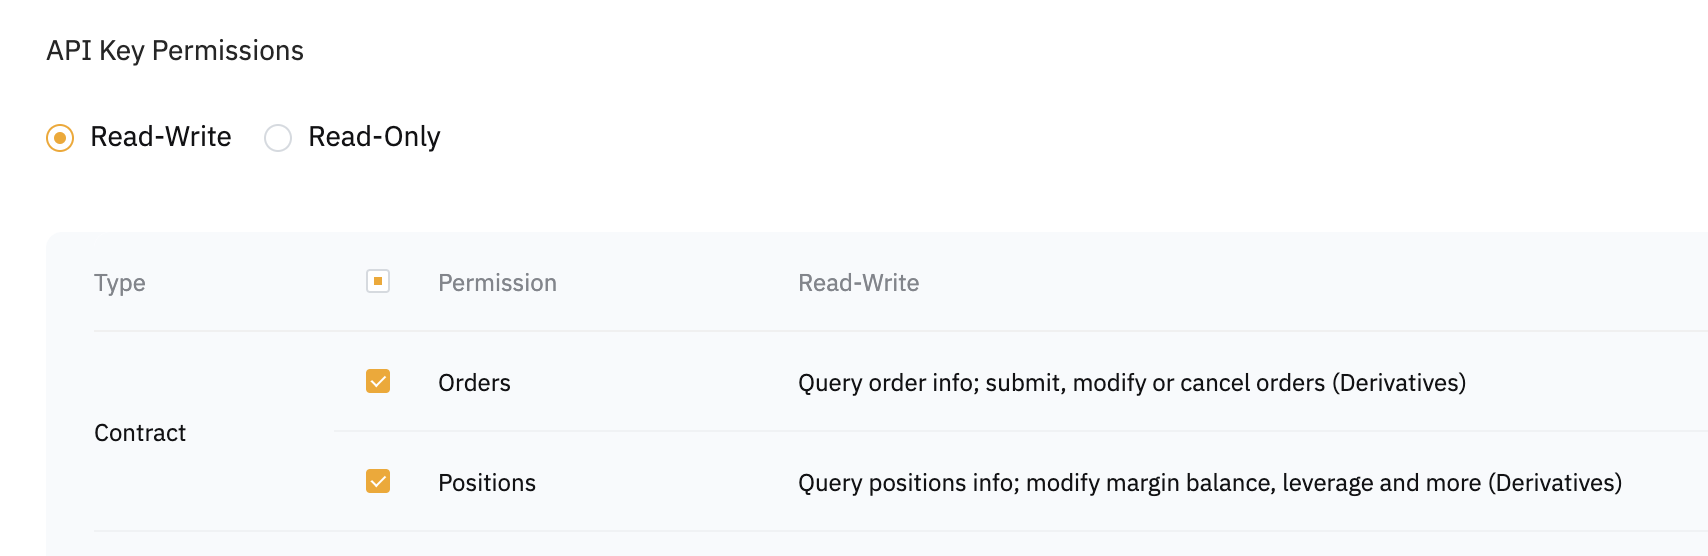 API Key Permissions
Read-Write Read-Only
Type Permission Read-Write
Contract
Orders Query order info; submit, modify or cancel orders (Derivatives)
Positions Query positions info; modify margin balance, leverage and more (Derivatives)